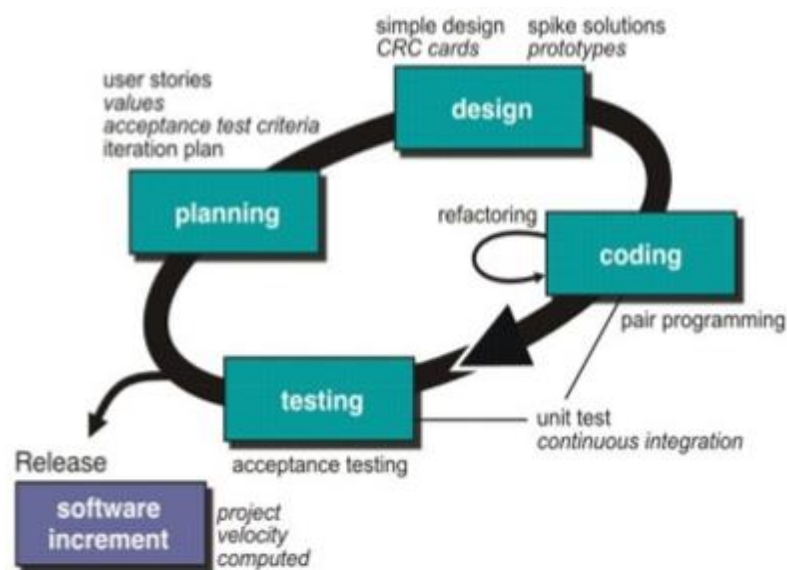 simple design
CRC cards
spike solutions
prototypes
user stories
values
acceptance test criteria
iteration plan
design
planning
refactoring
coding
pair programming
testing
unit test
continuous integration
acceptance testing
Release
software
increment
project
velocity
computed